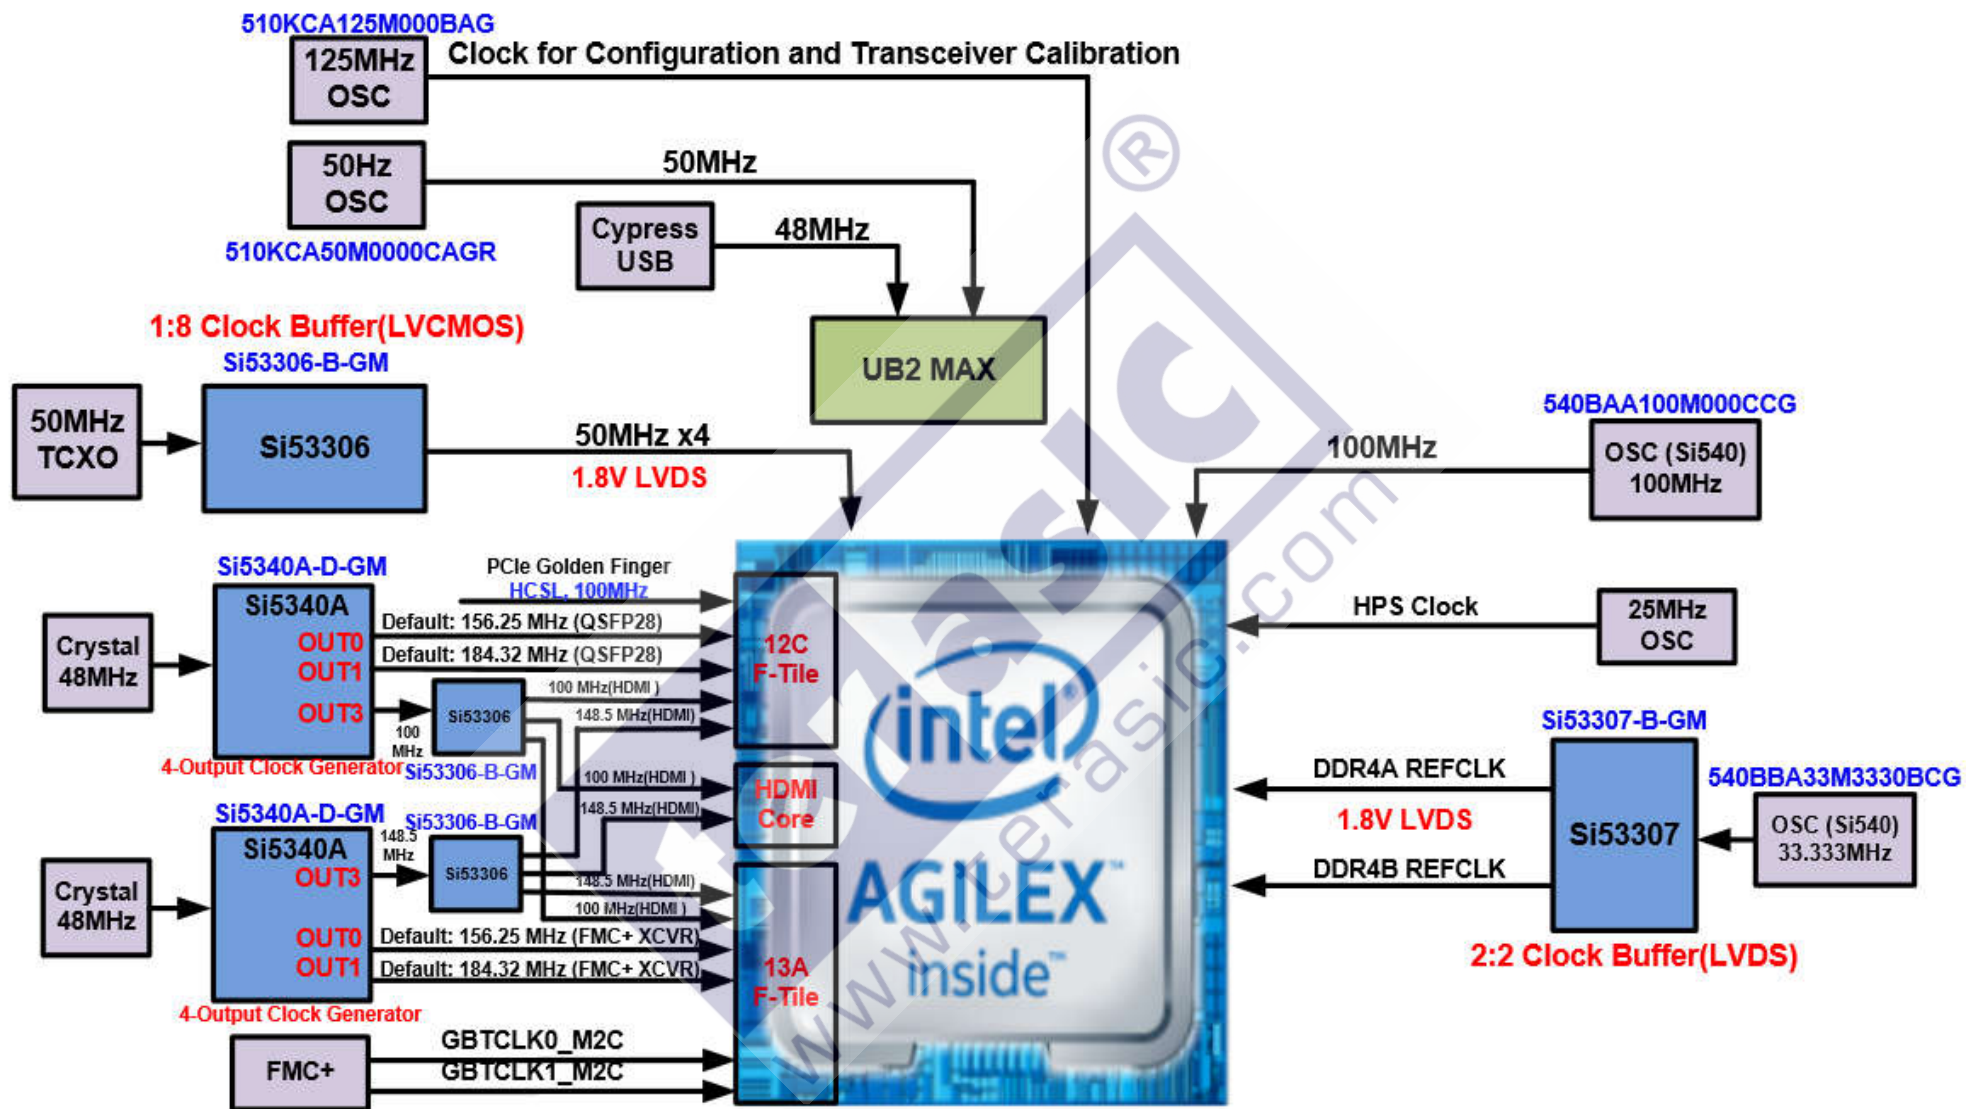 510KCA125M000BAG
125MHz
OSC
Clock for Configuration and Transceiver Calibration
50Hz
OSC
50MHz
510KCA50M0000CAGR
Cypress
USB
48MHz
UB2 MAX
1:8 Clock Buffer(LVCMOS)
Si53306-B-GM
50MHz
TCXO
Si53306
50MHz x4
1.8V LVDS
540BAA100M000CCG
OSC (Si540)
100MHz
100MHz
Si5340A-D-GM
Si5340A
OUT0
OUT1
OUT3
Crystal
48MHz
PCIe Golden Finger
HCSL, 100MHz
Default: 156.25 MHz (QSFP28)
Default: 184.32 MHz (QSFP28)
100
MHz
Si53306
100 MHz(HDMI )
148.5 MHz(HDMI)
4-Output Clock Generator
Si53306-B-GM
12C
F-Tile
HPS Clock
25MHz
OSC
intel®
100 MHz(HDMI )
148.5 MHz(HDMI)
HDMI
Core
Si5340A-D-GM
Si5340A
OUT3
OUT0
OUT1
148.5
MHz
Si53306-B-GM
Si53306
Crystal
48MHz
148.5 MHz(HDMI)
100 MHz(HDMI )
Default: 156.25 MHz (FMC+ XCVR)
Default: 184.32 MHz (FMC+ XCVR)
4-Output Clock Generator
13A
F-Tile
AGILEX™
inside™
Si53307-B-GM
DDR4A REFCLK
1.8V LVDS
DDR4B REFCLK
Si53307
540BBA33M3330BCG
OSC (Si540)
33.333MHz
2:2 Clock Buffer(LVDS)
FMC+
GBTCLK0_M2C
GBTCLK1_M2C
terasic®
www.terasic.com